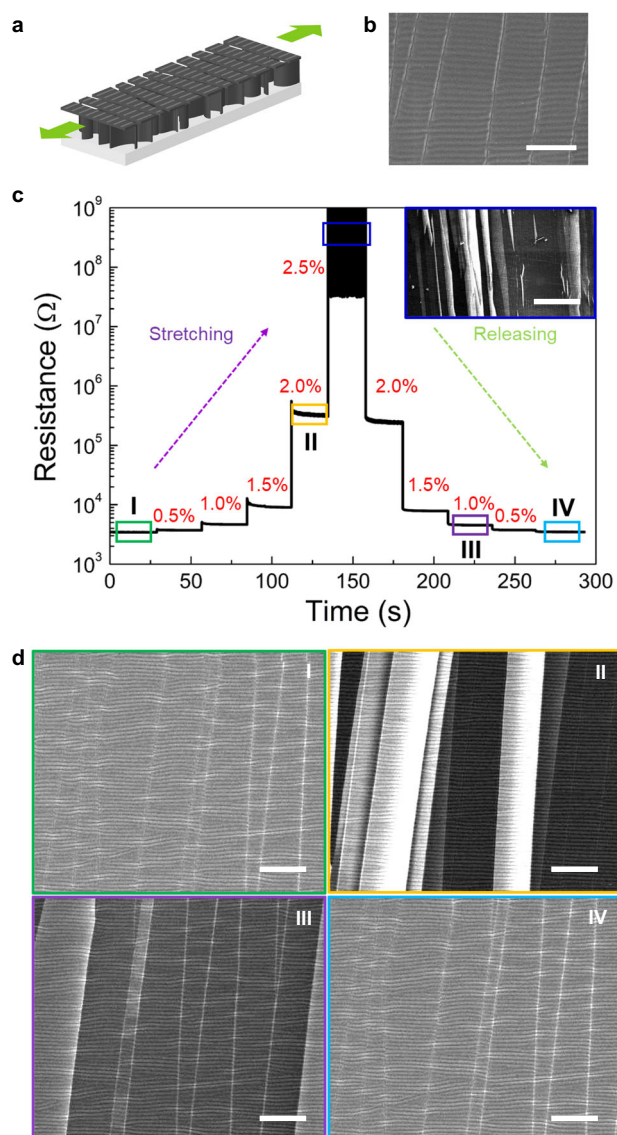 a
b
c
10⁹
10⁸
10⁷
10⁶
10⁵
10⁴
10³
Resistance (Ω)
2.5%
Stretching
Releasing
2.0%
2.0%
II
I
0.5%
1.0%
1.5%
1.5%
1.0%
0.5%
IV
III
0 50 100 150 200 250 300
Time (s)
d
I
II
III
IV